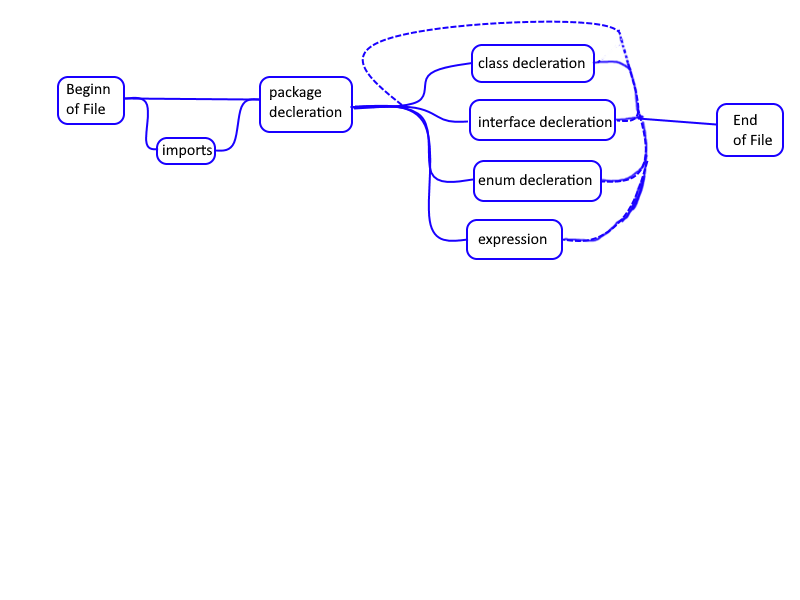 Beginn
of File
imports
package
decleration
class decleration
interface decleration
enum decleration
expression
End
of File